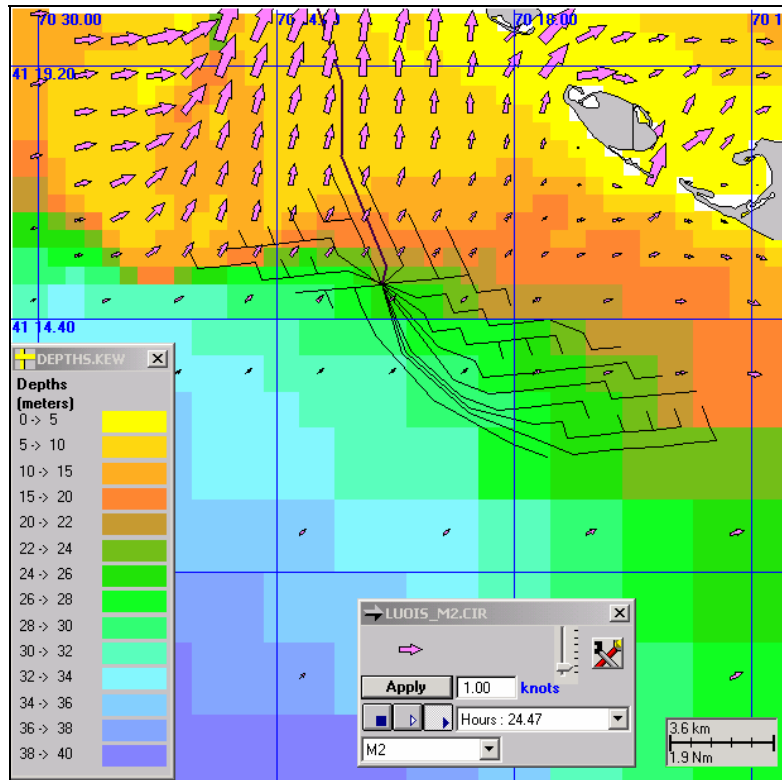 70 30.00
70 18.00
70 1
41 19.20
41 14.40
DEPTHS.KEW
Depths
(meters)
0 -> 5
5 -> 10
10 -> 15
15 -> 20
20 -> 22
22 -> 24
24 -> 26
26 -> 28
28 -> 30
30 -> 32
32 -> 34
34 -> 36
36 -> 38
38 -> 40
LUOIS_M2.CIR
Apply
1.00
knots
Hours : 24.47
M2
3.6 km
1.9 Nm